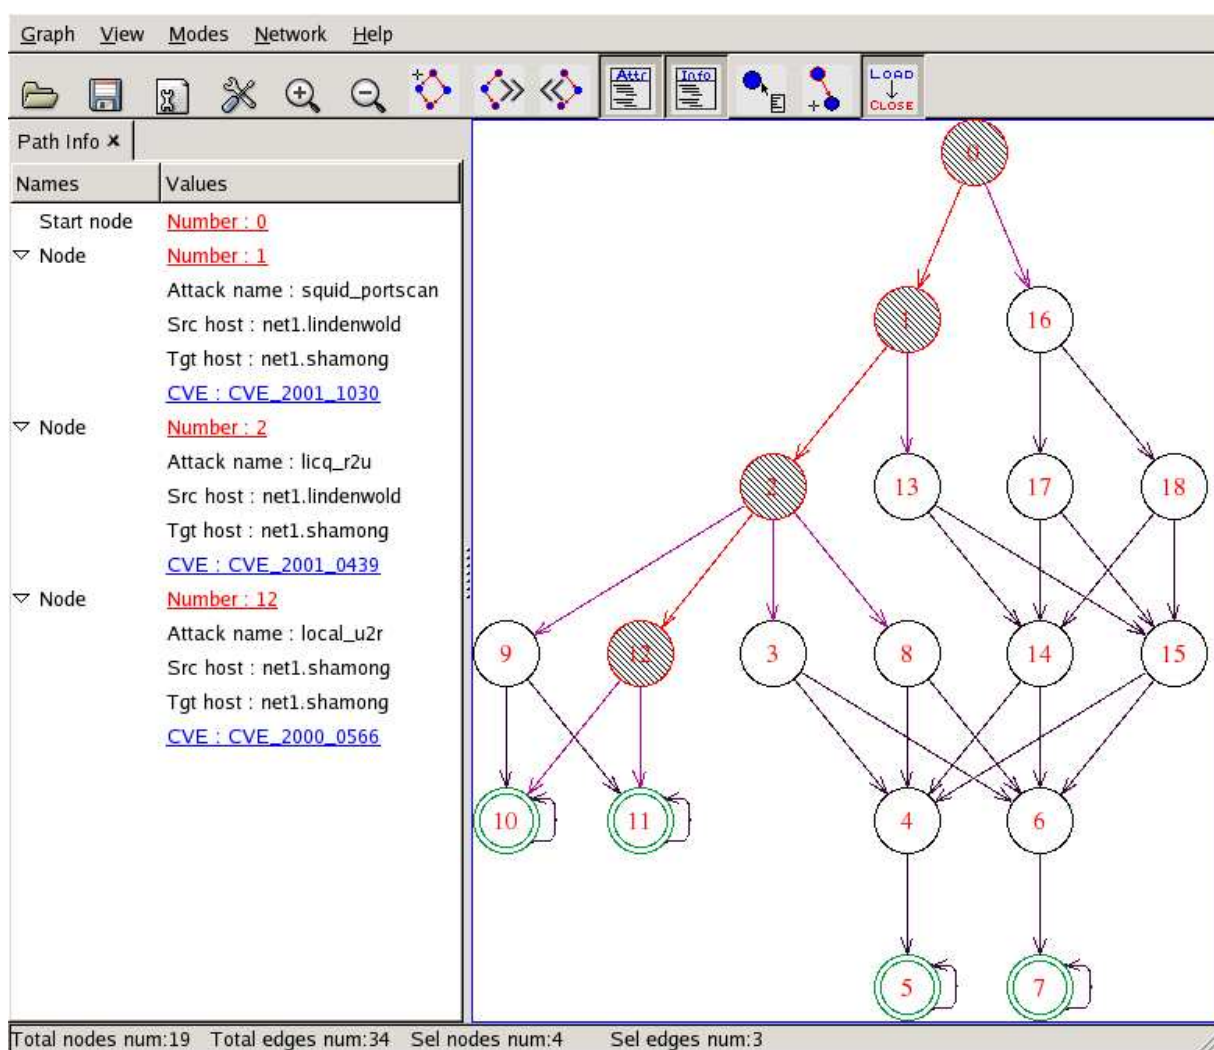 Graph View Modes Network Help
Attr Info LOAD
CLOSE
Path Info x
Names Values
Start node Number : 0
Node Number : 1
Attack name : squid_portscan
Src host : net1.lindenwold
Tgt host : net1.shamong
CVE : CVE_2001_1030
Node Number : 2
Attack name : licq_r2u
Src host : net1.lindenwold
Tgt host : net1.shamong
CVE : CVE_2001_0439
Node Number : 12
Attack name : local_u2r
Src host : net1.shamong
Tgt host : net1.shamong
CVE : CVE_2000_0566
0
1 16
2 13 17 18
9 12 3 8 14 15
10 11 4 6
5 7
Total nodes num:19 Total edges num:34 Sel nodes num:4 Sel edges num:3